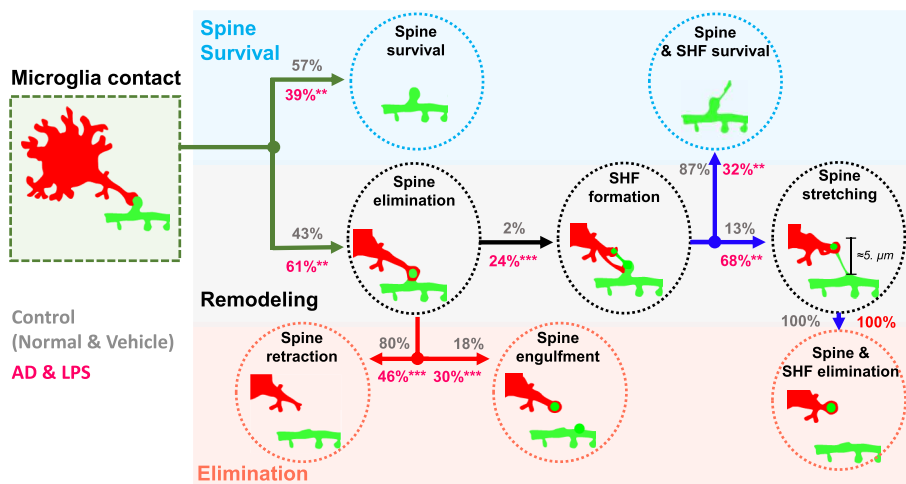 Spine
Survival
Microglia contact
57%
39%**
Spine
survival
Spine
& SHF survival
43%
61%**
Spine
elimination
2%
24%***
SHF
formation
87%
32%**
13%
68%**
Spine
stretching
≈5. µm
Remodeling
Control
(Normal & Vehicle)
AD & LPS
100%
100%
Spine
retraction
80%
18%
46%***
30%***
Spine
engulfment
Spine &
SHF elimination
Elimination